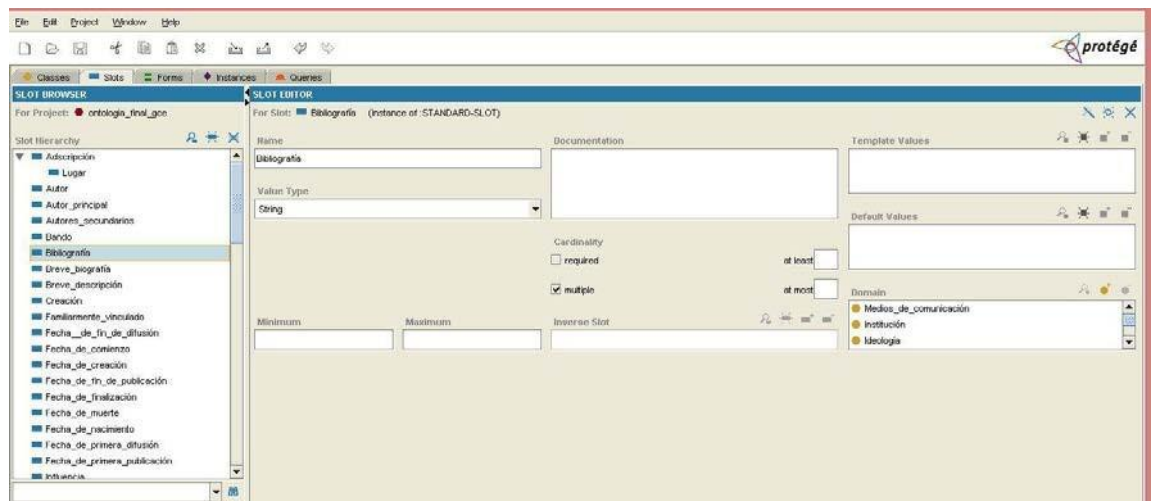 File Edit Project Window Help
protégé
Classes Slots Forms Instances Queries
SLOT BROWSER
For Project: ontologia_final_gce
Slot Hierarchy
Adscripción
Lugar
Autor
Autor_principal
Autores_secundarios
Bando
Bibliografía
Breve_biografía
Breve_descripción
Creación
Familiarmente_vinculado
Fecha__de_fin_de_difusión
Fecha_de_comienzo
Fecha_de_creación
Fecha_de_fin_de_publicación
Fecha_de_finalización
Fecha_de_muerte
Fecha_de_nacimiento
Fecha_de_primera_difusión
Fecha_de_primera_publicación
Influencia
SLOT EDITOR
For Slot: Bibliografía (instance of :STANDARD-SLOT)
Name
Bibliografía
Value Type
String
Minimum
Maximum
Documentation
Cardinality
required at least
multiple at most
Inverse Slot
Template Values
Default Values
Domain
Medios_de_comunicación
Institución
Ideología